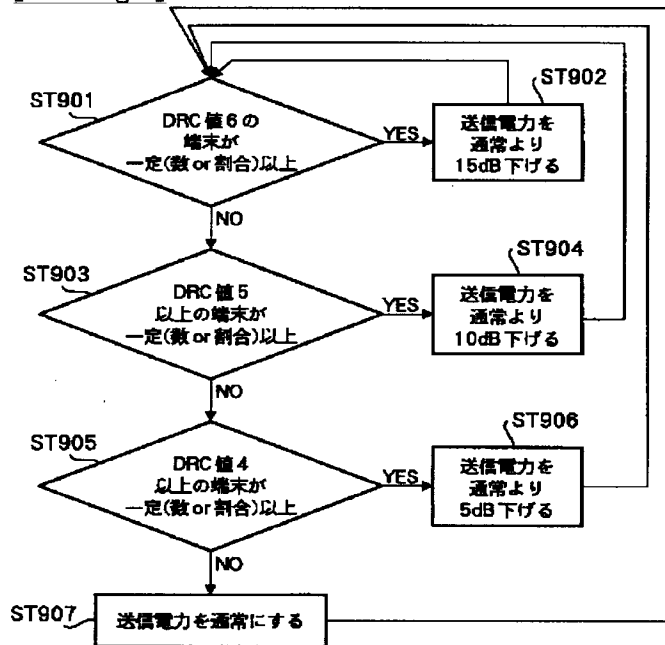 ST901
DRC値6の
端末が
一定(数or割合)以上
YES
ST902
送信電力を
通常より
15dB下げる
NO
ST903
DRC値5
以上の端末が
一定(数or割合)以上
YES
ST904
送信電力を
通常より
10dB下げる
NO
ST905
DRC値4
以上の端末が
一定(数or割合)以上
YES
ST906
送信電力を
通常より
5dB下げる
NO
ST907
送信電力を通常にする